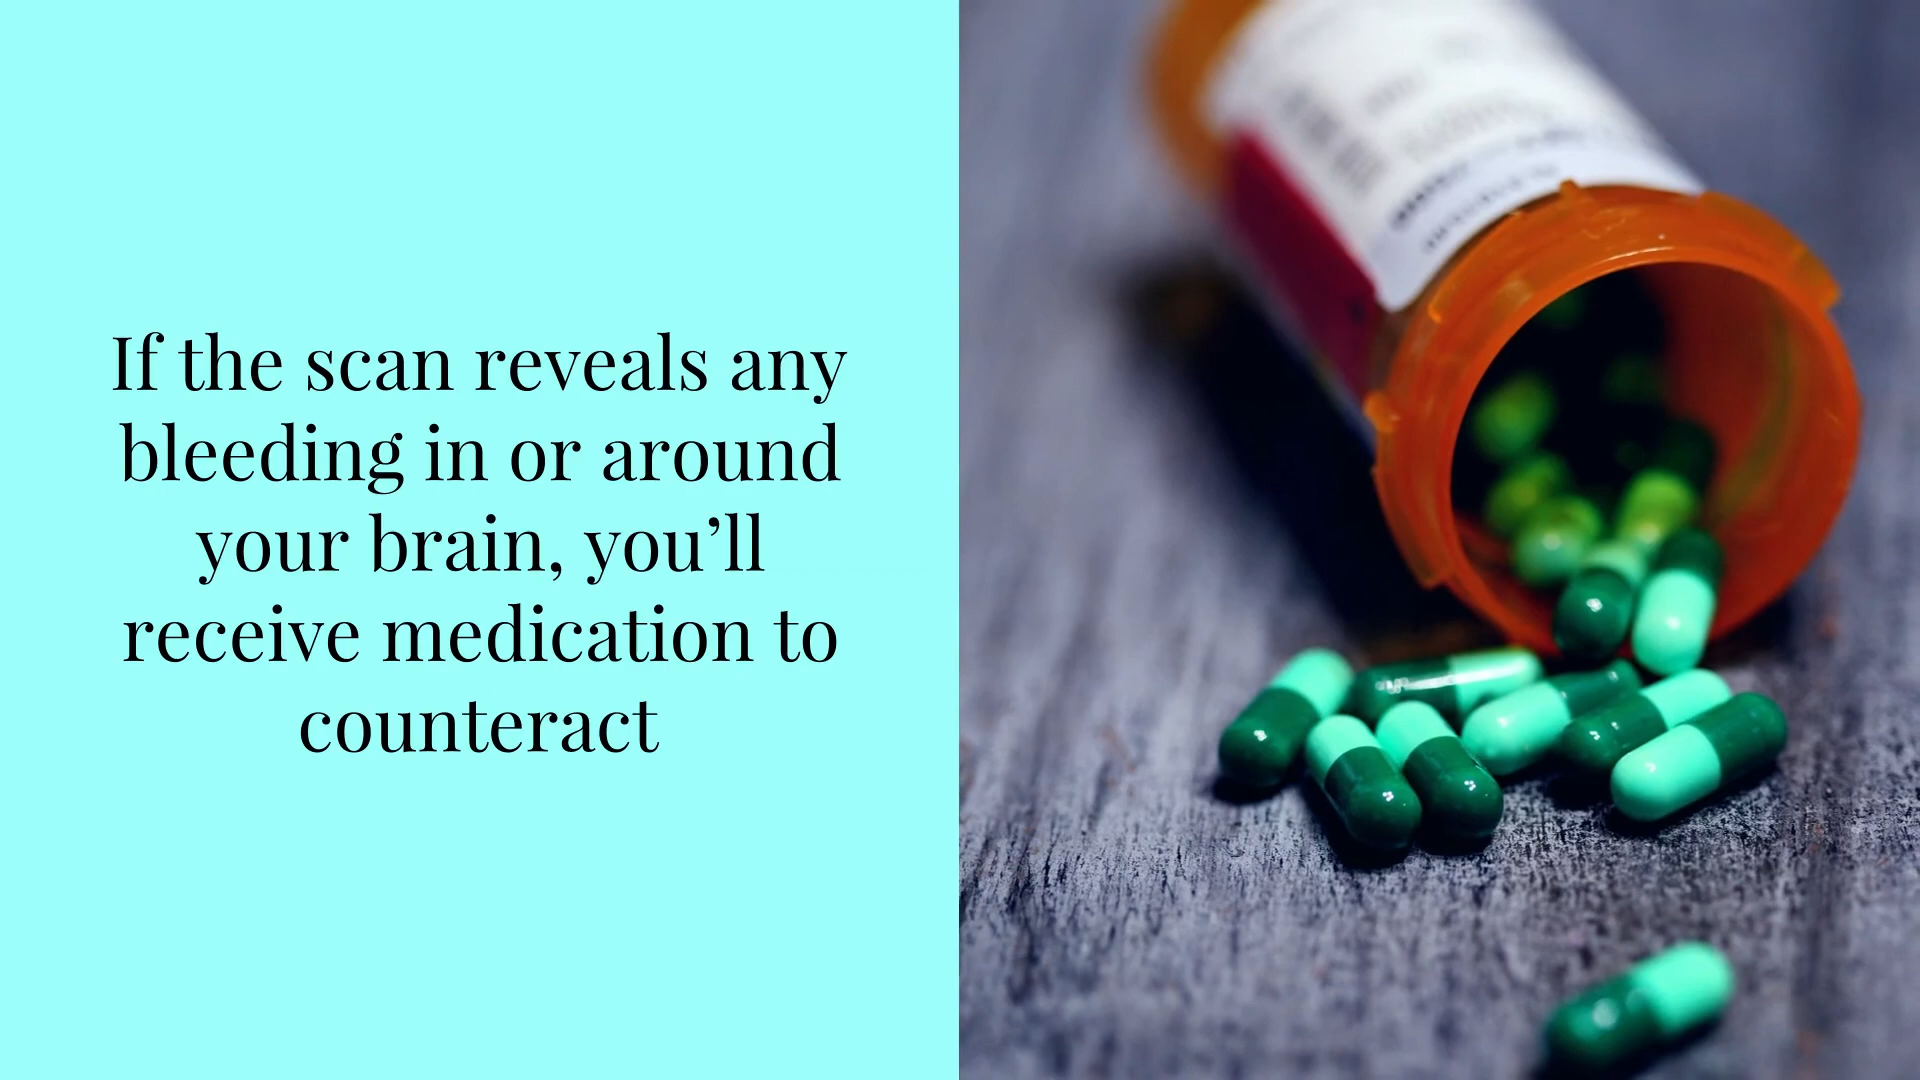 If the scan reveals any
bleeding in or around
your brain, you’ll
receive medication to
counteract